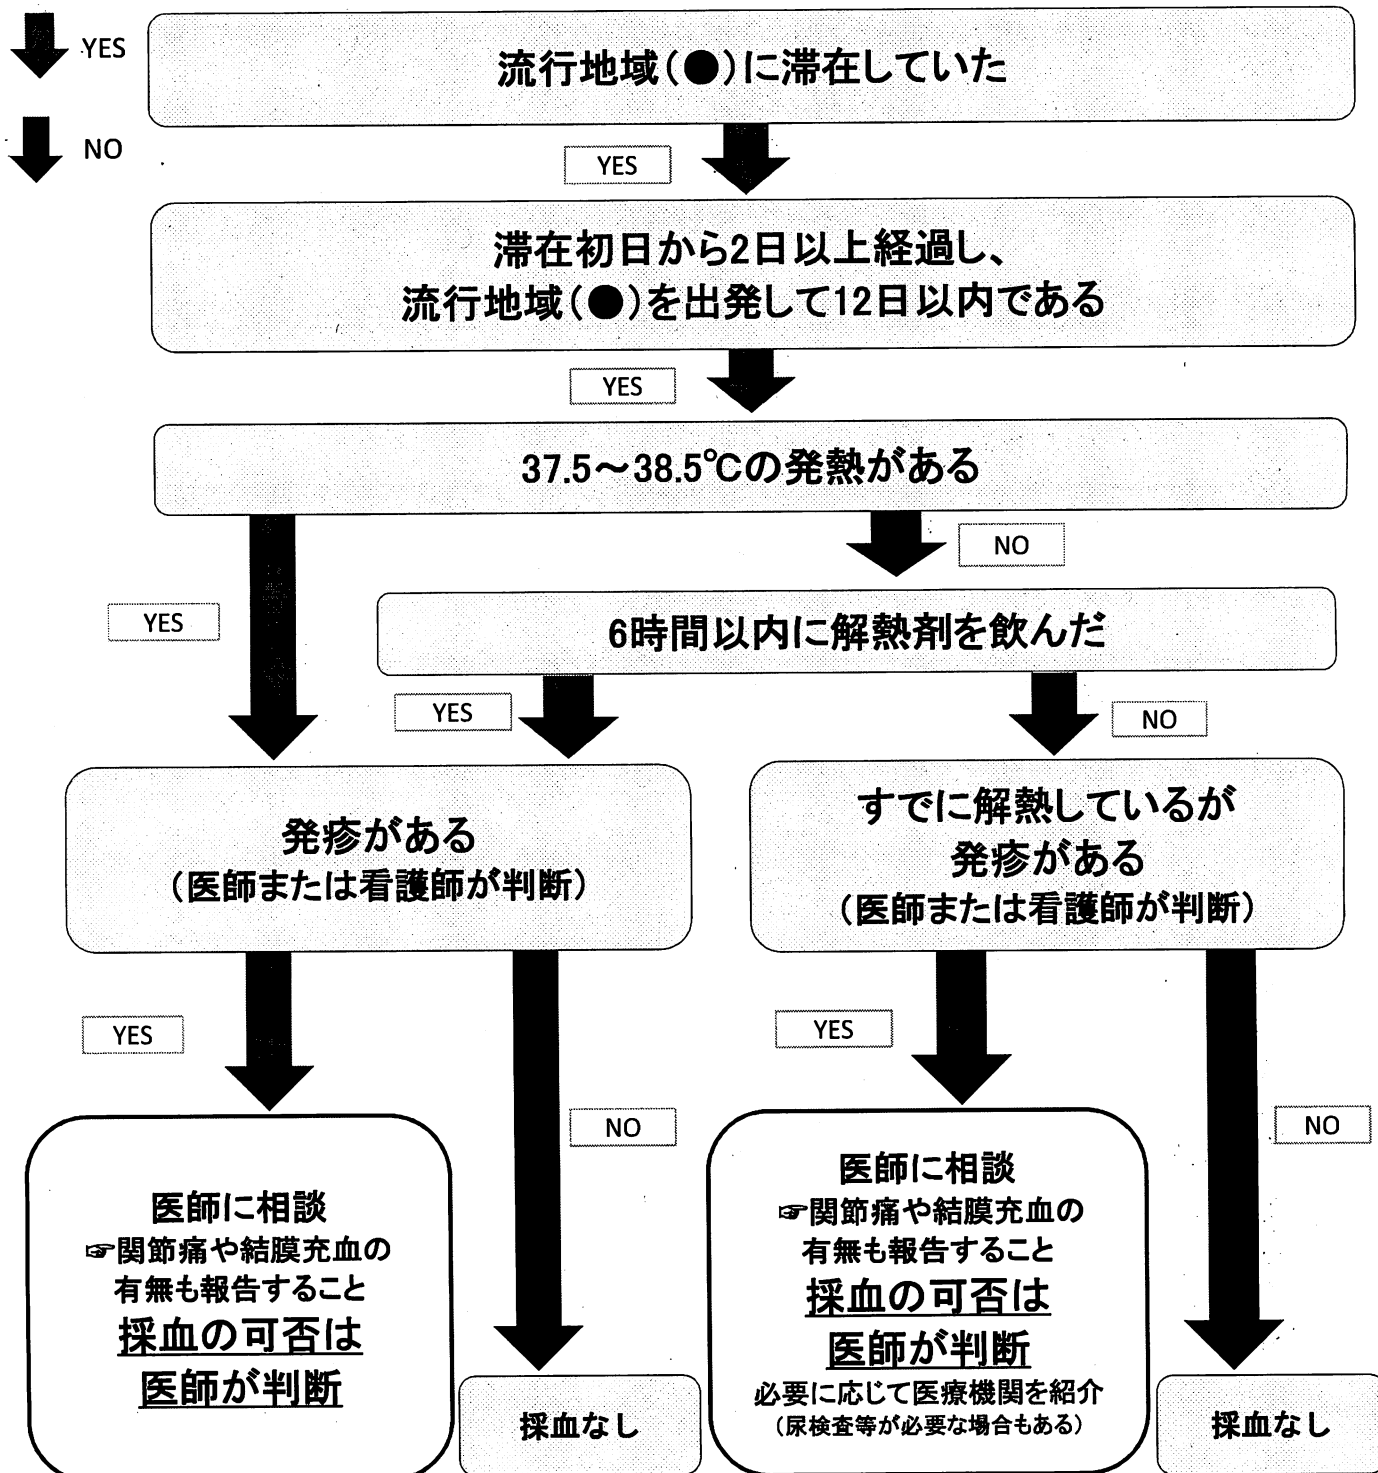 YES
NO
流行地域(●)に滞在していた
YES
滞在初日から2日以上経過し、
流行地域(●)を出発して12日以内である
YES
37.5～38.5℃の発熱がある
NO
YES
6時間以内に解熱剤を飲んだ
YES
NO
発疹がある
(医師または看護師が判断)
すでに解熱しているが
発疹がある
(医師または看護師が判断)
YES
NO
YES
NO
医師に相談
☞関節痛や結膜充血の
有無も報告すること
採血の可否は
医師が判断
採血なし
医師に相談
☞関節痛や結膜充血の
有無も報告すること
採血の可否は
医師が判断
必要に応じて医療機関を紹介
(尿検査等が必要な場合もある)
採血なし